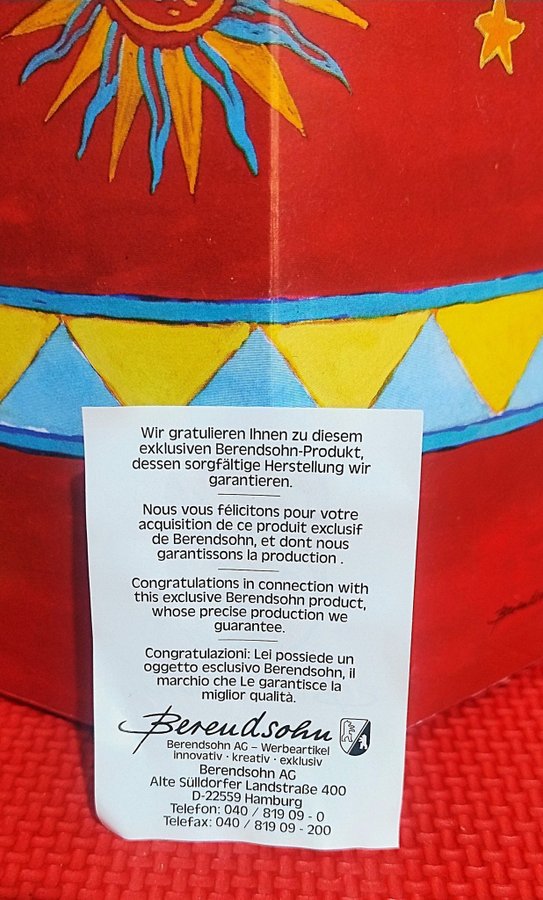 Wir gratulieren Ihnen zu diesem
exklusiven Berendsohn-Produkt,
dessen sorgfältige Herstellung wir
garantieren.
Nous vous félicitons pour votre
acquisition de ce produit exclusif
de Berendsohn, et dont nous
garantissons la production .
Congratulations in connection with
this exclusive Berendsohn product,
whose precise production we
guarantee.
Congratulazioni: Lei possiede un
oggetto esclusivo Berendsohn, il
marchio che Le garantisce la
miglior qualità.
Berendsohn
Berendsohn AG – Werbeartikel
innovativ · kreativ · exklusiv
Berendsohn AG
Alte Sülldorfer Landstraße 400
D-22559 Hamburg
Telefon: 040 / 819 09 - 0
Telefax: 040 / 819 09 - 200